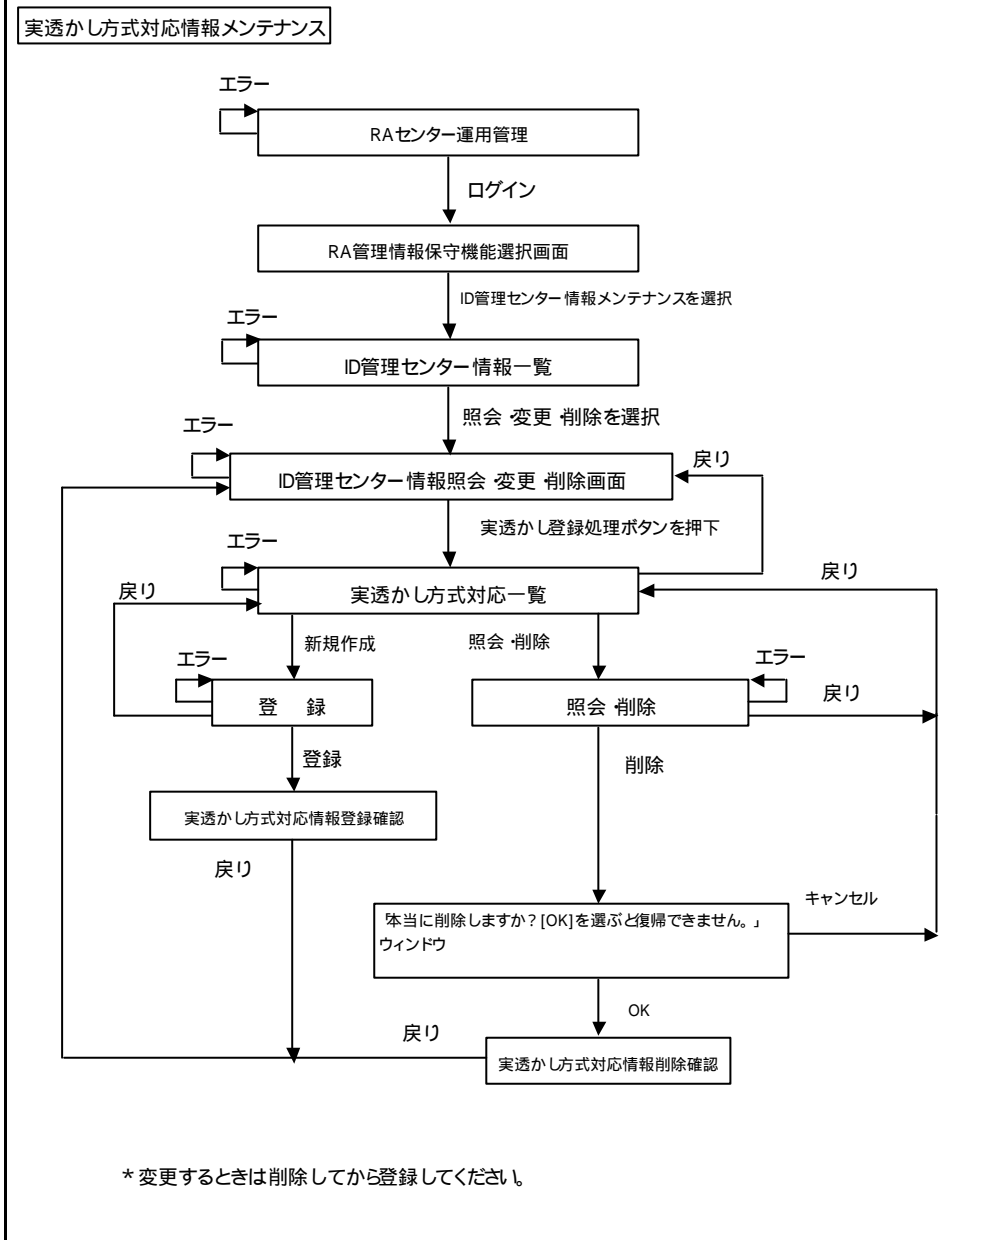 実透かし方式対応情報メンテナンス
エラー
RAセンター運用管理
ログイン
RA管理情報保守機能選択画面
ID管理センター情報メンテナンスを選択
エラー
ID管理センター情報一覧
照会・変更・削除を選択
エラー
戻り
ID管理センター情報照会・変更・削除画面
実透かし登録処理ボタンを押下
エラー
戻り
戻り
実透かし方式対応一覧
新規作成
照会・削除
エラー
エラー
戻り
登 録
照会・削除
登録
削除
実透かし方式対応情報登録確認
戻り
キャンセル
「本当に削除しますか?[OK]を選ぶと復帰できません。」
ウィンドウ
OK
戻り
実透かし方式対応情報削除確認
*変更するときは削除してから登録してください。